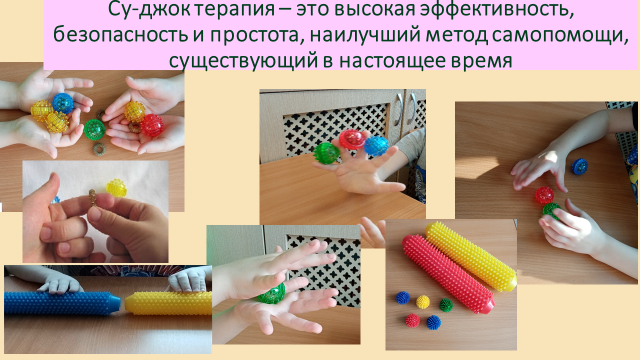 Су-джок терапия – это высокая эффективность,
безопасность и простота, наилучший метод самопомощи,
существующий в настоящее время